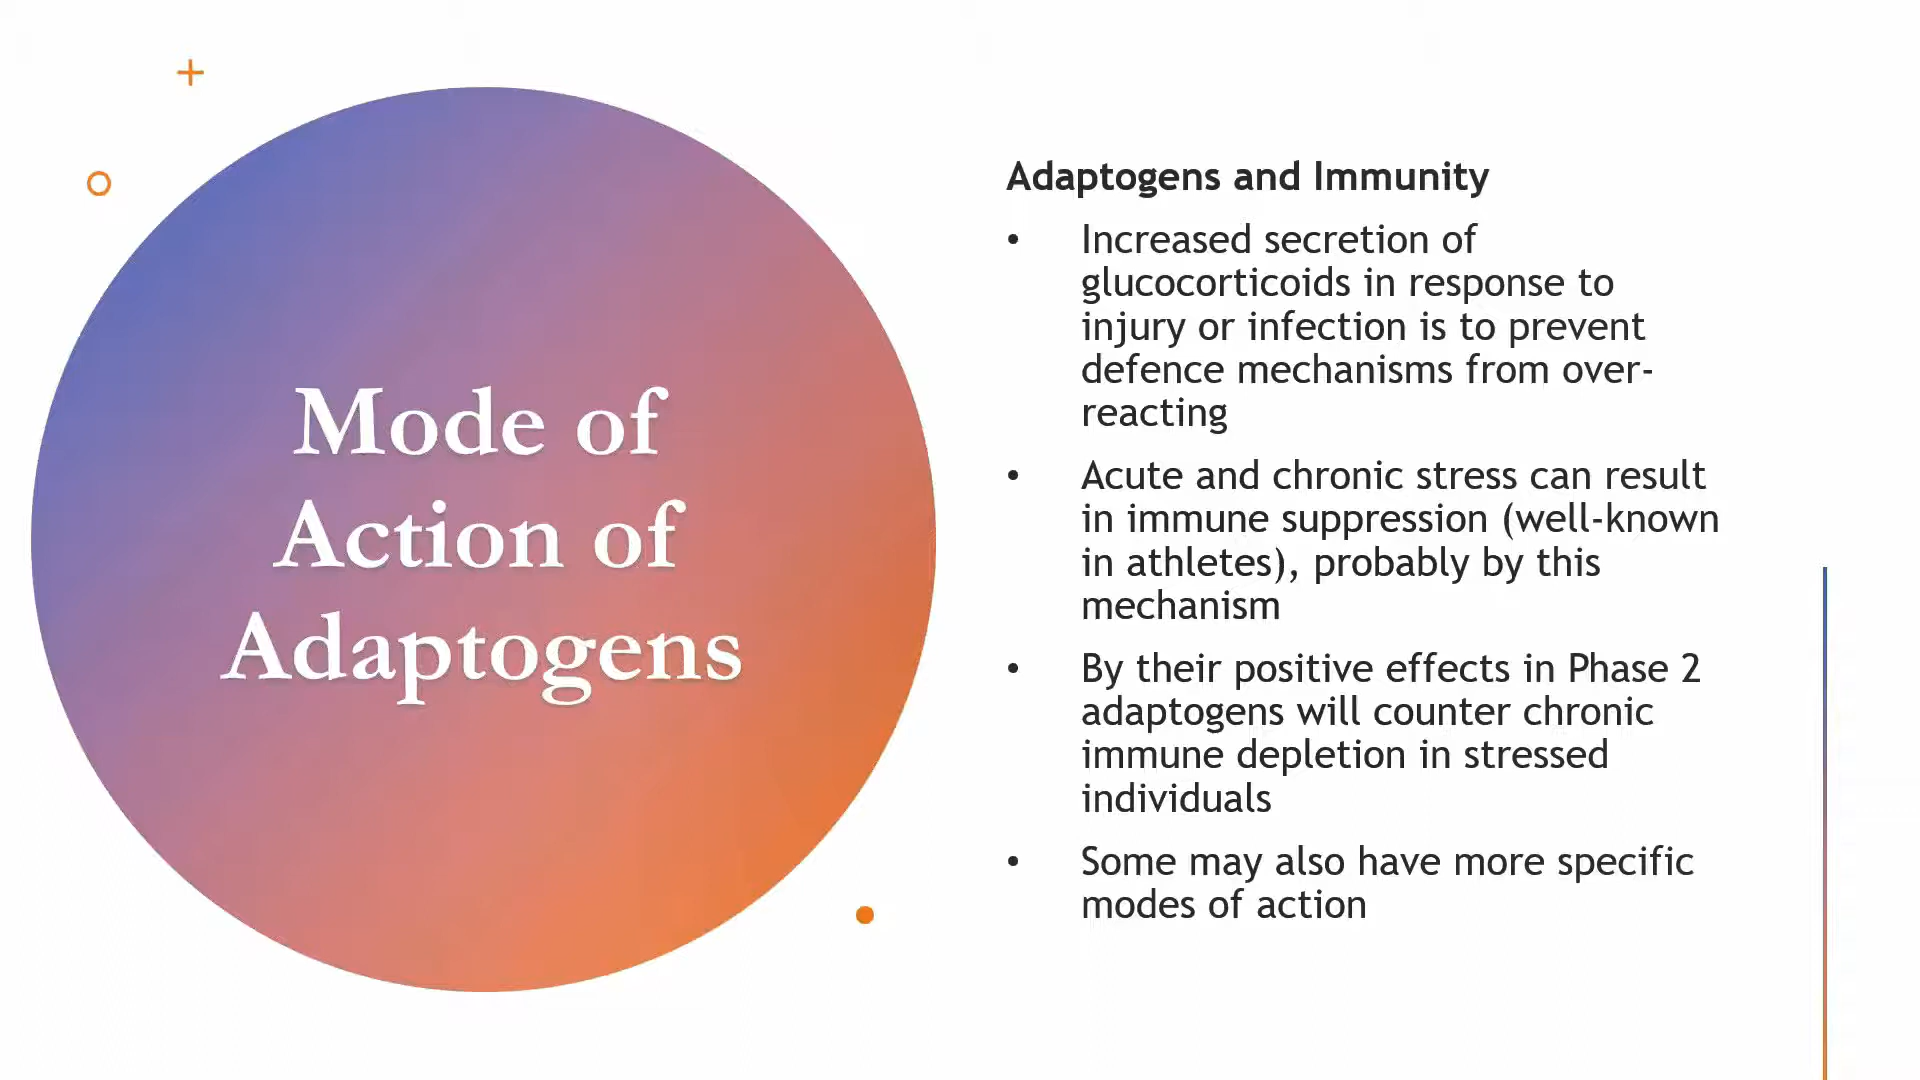 Mode of
Action of
Adaptogens
Adaptogens and Immunity
• Increased secretion of
glucocorticoids in response to
injury or infection is to prevent
defence mechanisms from over-
reacting
• Acute and chronic stress can result
in immune suppression (well-known
in athletes), probably by this
mechanism
• By their positive effects in Phase 2
adaptogens will counter chronic
immune depletion in stressed
individuals
• Some may also have more specific
modes of action